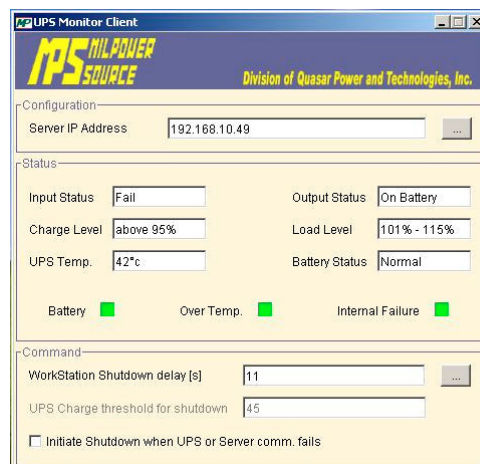 UPS Monitor Client
MPS MILPOWER SOURCE
Division of Quasar Power and Technologies, Inc.
Configuration
Server IP Address 192.168.10.49 ...
Status
Input Status Fail Output Status On Battery
Charge Level above 95% Load Level 101% - 115%
UPS Temp. 42°c Battery Status Normal
Battery Over Temp. Internal Failure
Command
WorkStation Shutdown delay [s] 11 ...
UPS Charge threshold for shutdown 45
Initiate Shutdown when UPS or Server comm. fails